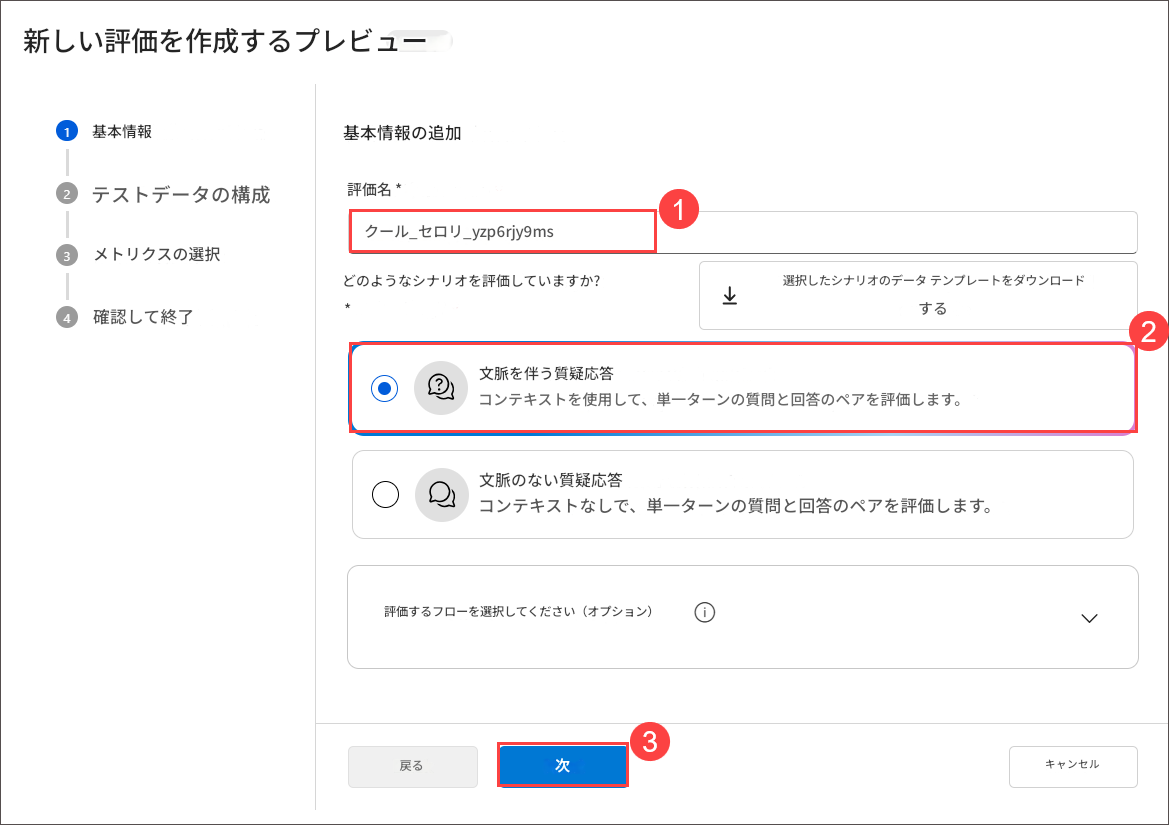 新しい評価を作成するプレビュー
1 基本情報
2 テストデータの構成
3 メトリクスの選択
4 確認して終了
基本情報の追加
評価名 *
クール_セロリ_yzp6rjy9ms
1
どのようなシナリオを評価していますか?
*
選択したシナリオのデータ テンプレートをダウンロード
する
2
文脈を伴う質疑応答
コンテキストを使用して、単一ターンの質問と回答のペアを評価します。
文脈のない質疑応答
コンテキストなしで、単一ターンの質問と回答のペアを評価します。
評価するフローを選択してください（オプション）
戻る
次
3
キャンセル